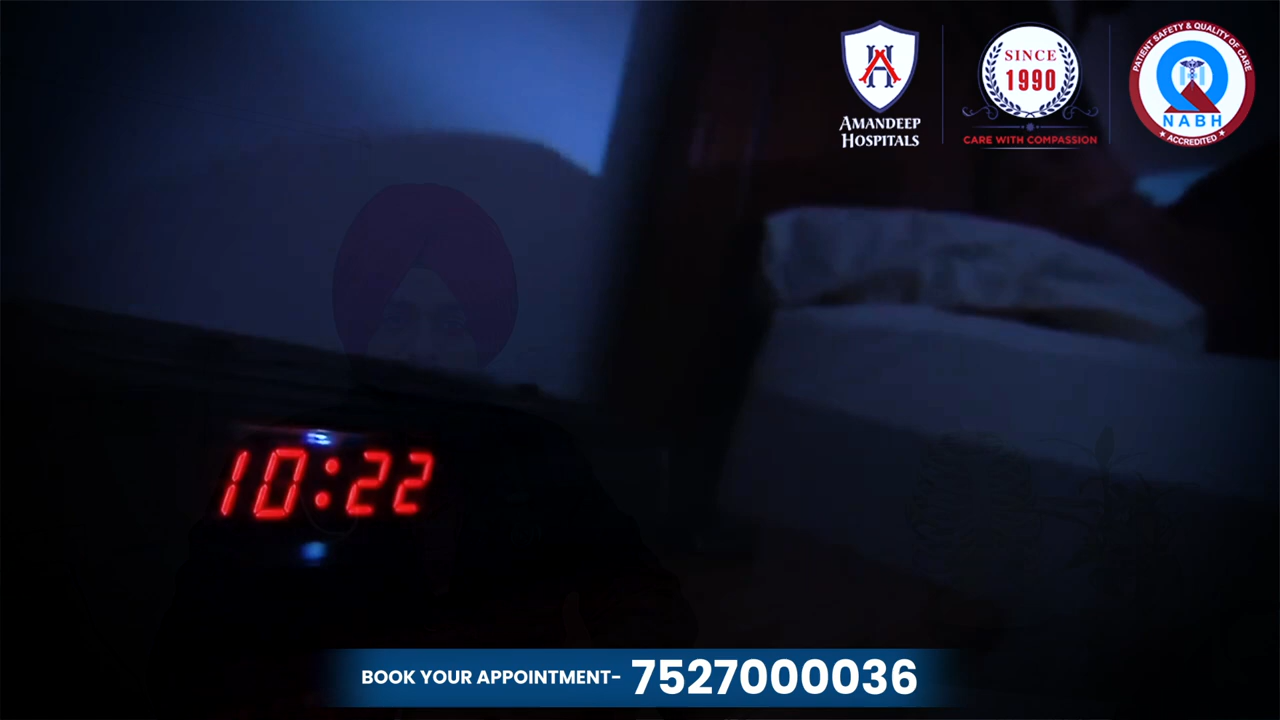 AMANDEEP
HOSPITALS
SINCE
1990
CARE WITH COMPASSION
PATIENT SAFETY & QUALITY OF CARE
NABH
ACCREDITED
10:22
BOOK YOUR APPOINTMENT- 7527000036